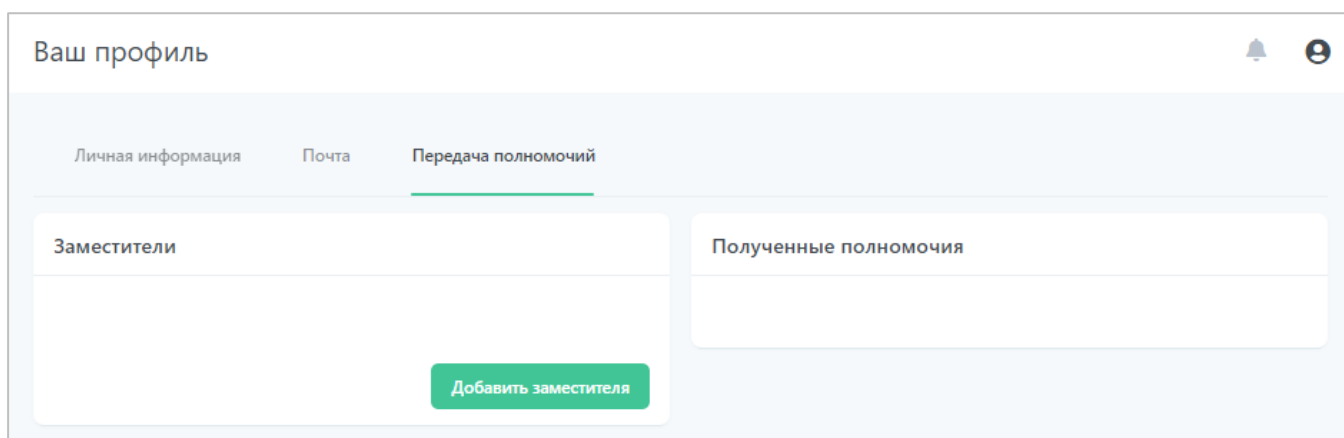 Ваш профиль
Личная информация Почта Передача полномочий
Заместители
Полученные полномочия
Добавить заместителя